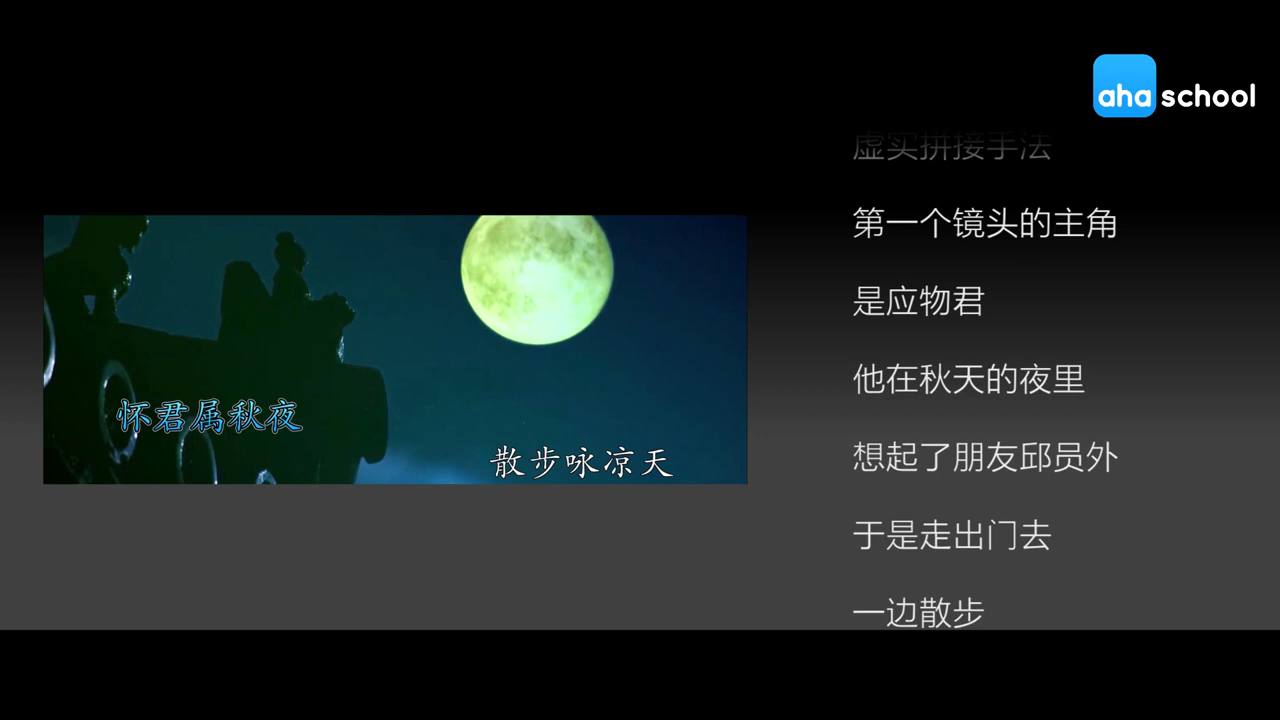 aha school
虚实拼接手法
第一个镜头的主角
是应物君
他在秋天的夜里
想起了朋友邱员外
于是走出门去
一边散步
怀君属秋夜
散步咏凉天